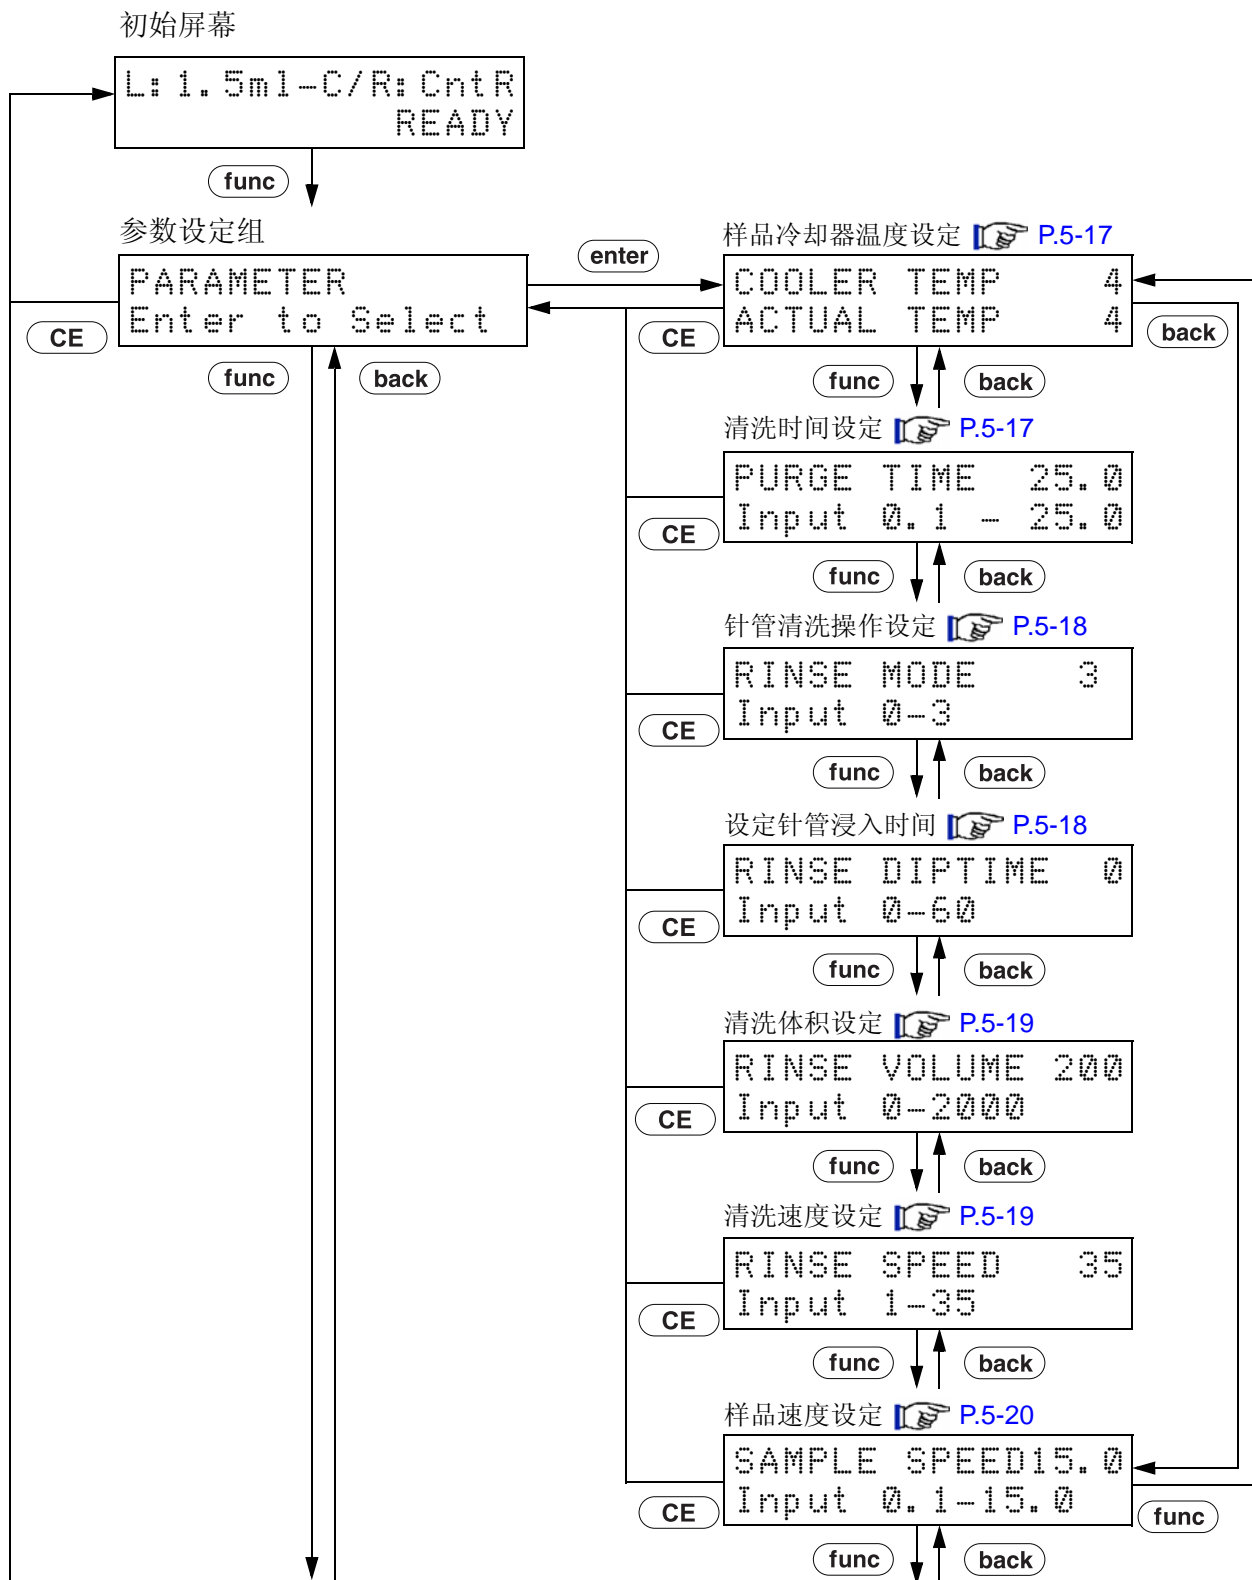 初始屏幕
L:1.5ml-C/R:CntR
READY
func
参数设定组
PARAMETER
Enter to Select
CE
func
back
enter
样品冷却器温度设定 P.5-17
COOLER TEMP 4
ACTUAL TEMP 4
CE
back
func
back
清洗时间设定 P.5-17
PURGE TIME 25.0
Input 0.1 - 25.0
CE
func
back
针管清洗操作设定 P.5-18
RINSE MODE 3
Input 0-3
CE
func
back
设定针管浸入时间 P.5-18
RINSE DIPTIME 0
Input 0-60
CE
func
back
清洗体积设定 P.5-19
RINSE VOLUME 200
Input 0-2000
CE
func
back
清洗速度设定 P.5-19
RINSE SPEED 35
Input 1-35
CE
func
back
样品速度设定 P.5-20
SAMPLE SPEED15.0
Input 0.1-15.0
CE
func
func
back